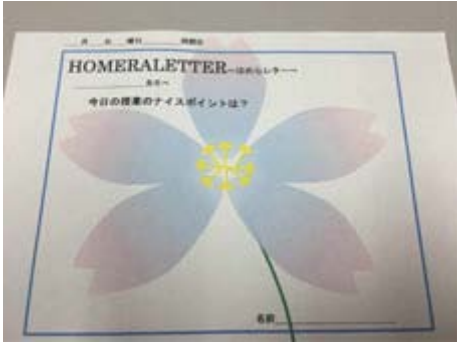 月　日　曜日　　時間目
HOMERALETTER～ほめらレター～
さんへ
今日の授業のナイスポイントは？
名前